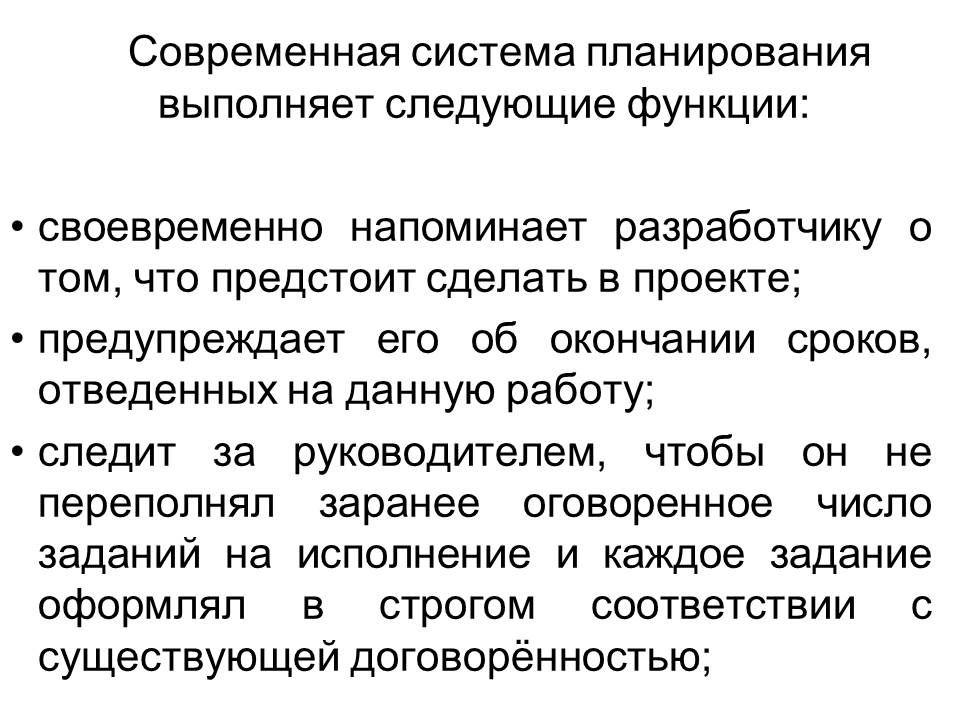 Современная система планирования
выполняет следующие функции:
• своевременно напоминает разработчику о
том, что предстоит сделать в проекте;
• предупреждает его об окончании сроков,
отведенных на данную работу;
• следит за руководителем, чтобы он не
переполнял заранее оговоренное число
заданий на исполнение и каждое задание
оформлял в строгом соответствии с
существующей договорённостью;